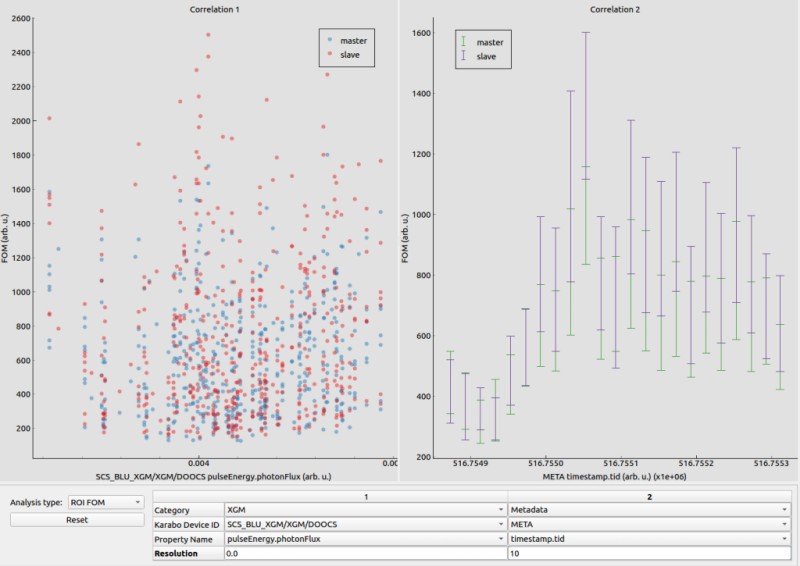 Correlation 1
Correlation 2
2600
2400
2200
2000
1800
1600
1400
1200
1000
800
600
400
200
FOM (arb. u.)
master
slave
0.004
0.00
SCS_BLU_XGM/XGM/DOOCS pulseEnergy.photonFlux (arb. u.)
1600
1400
1200
1000
800
600
400
200
FOM (arb. u.)
master
slave
516.7549
516.7550
516.7551
516.7552
516.7553
META timestamp.tid (arb. u.) (x1e+06)
Analysis type: ROI FOM
Reset
1
2
Category XGM Metadata
Karabo Device ID SCS_BLU_XGM/XGM/DOOCS META
Property Name pulseEnergy.photonFlux timestamp.tid
Resolution 0.0 10